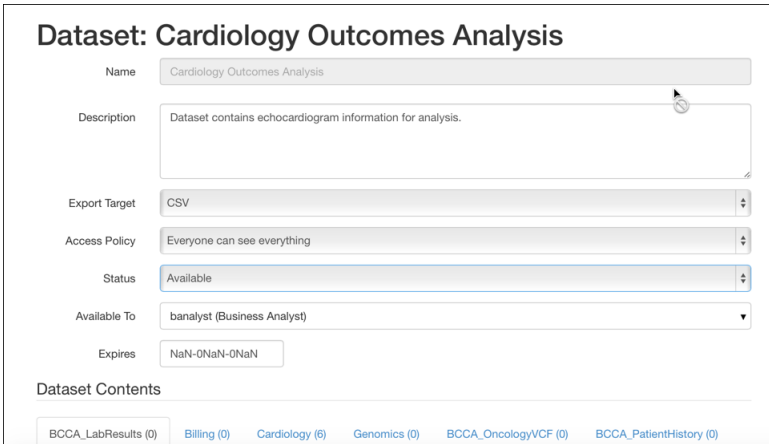 Dataset: Cardiology Outcomes Analysis
Name Cardiology Outcomes Analysis
Description Dataset contains echocardiogram information for analysis.
Export Target CSV
Access Policy Everyone can see everything
Status Available
Available To banalyst (Business Analyst)
Expires NaN-0NaN-0NaN
Dataset Contents
BCCA_LabResults (0) Billing (0) Cardiology (6) Genomics (0) BCCA_OncologyVCF (0) BCCA_PatientHistory (0)